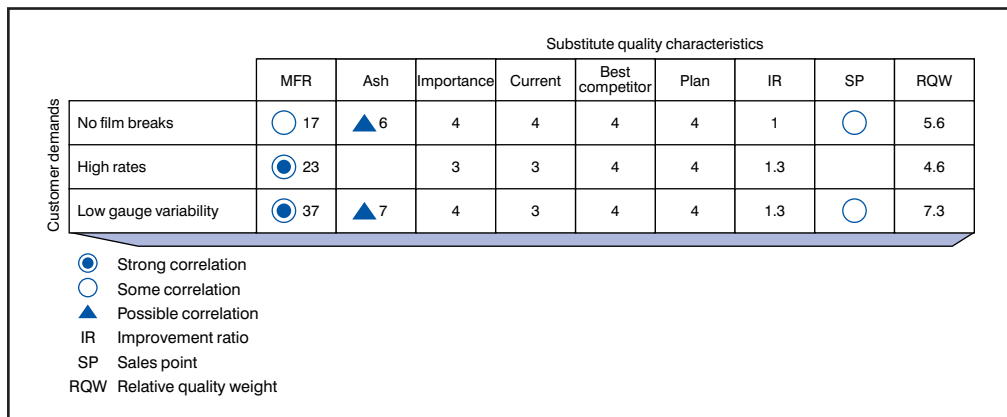 Substitute quality characteristics
MFR Ash Importance Current Best competitor Plan IR SP RQW
Customer demands
No film breaks 17 6 4 4 4 4 1 5.6
High rates 23 3 3 4 4 1.3 4.6
Low gauge variability 37 7 4 3 4 4 1.3 7.3
Strong correlation
Some correlation
Possible correlation
IR Improvement ratio
SP Sales point
RQW Relative quality weight